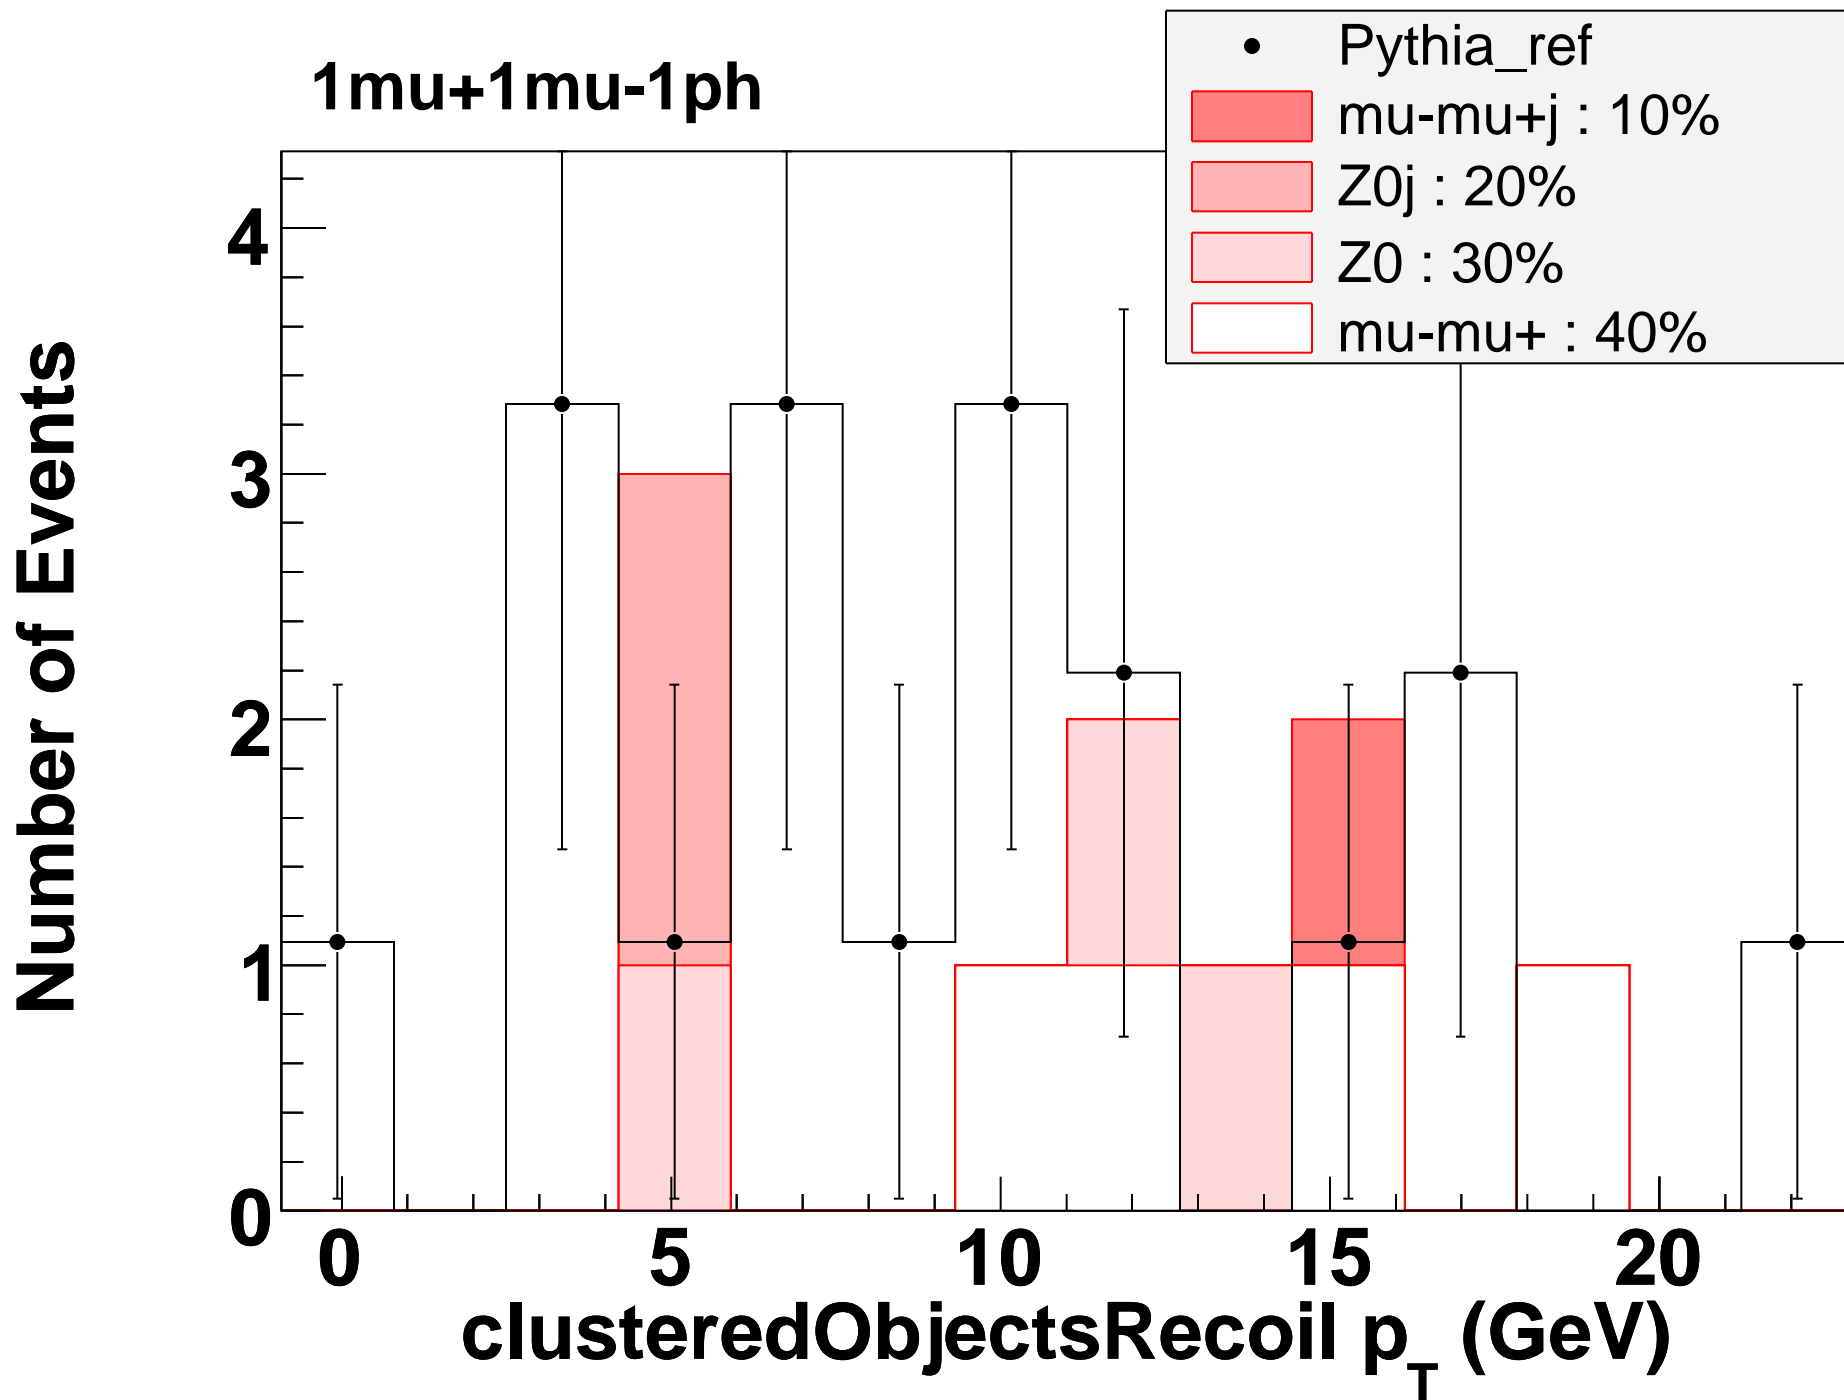 1mu+1mu-1ph
Pythia_ref
mu-mu+j : 10%
Z0j : 20%
Z0 : 30%
mu-mu+ : 40%
Number of Events
4
3
2
1
0
0 5 10 15 20
clusteredObjectsRecoil p_T (GeV)